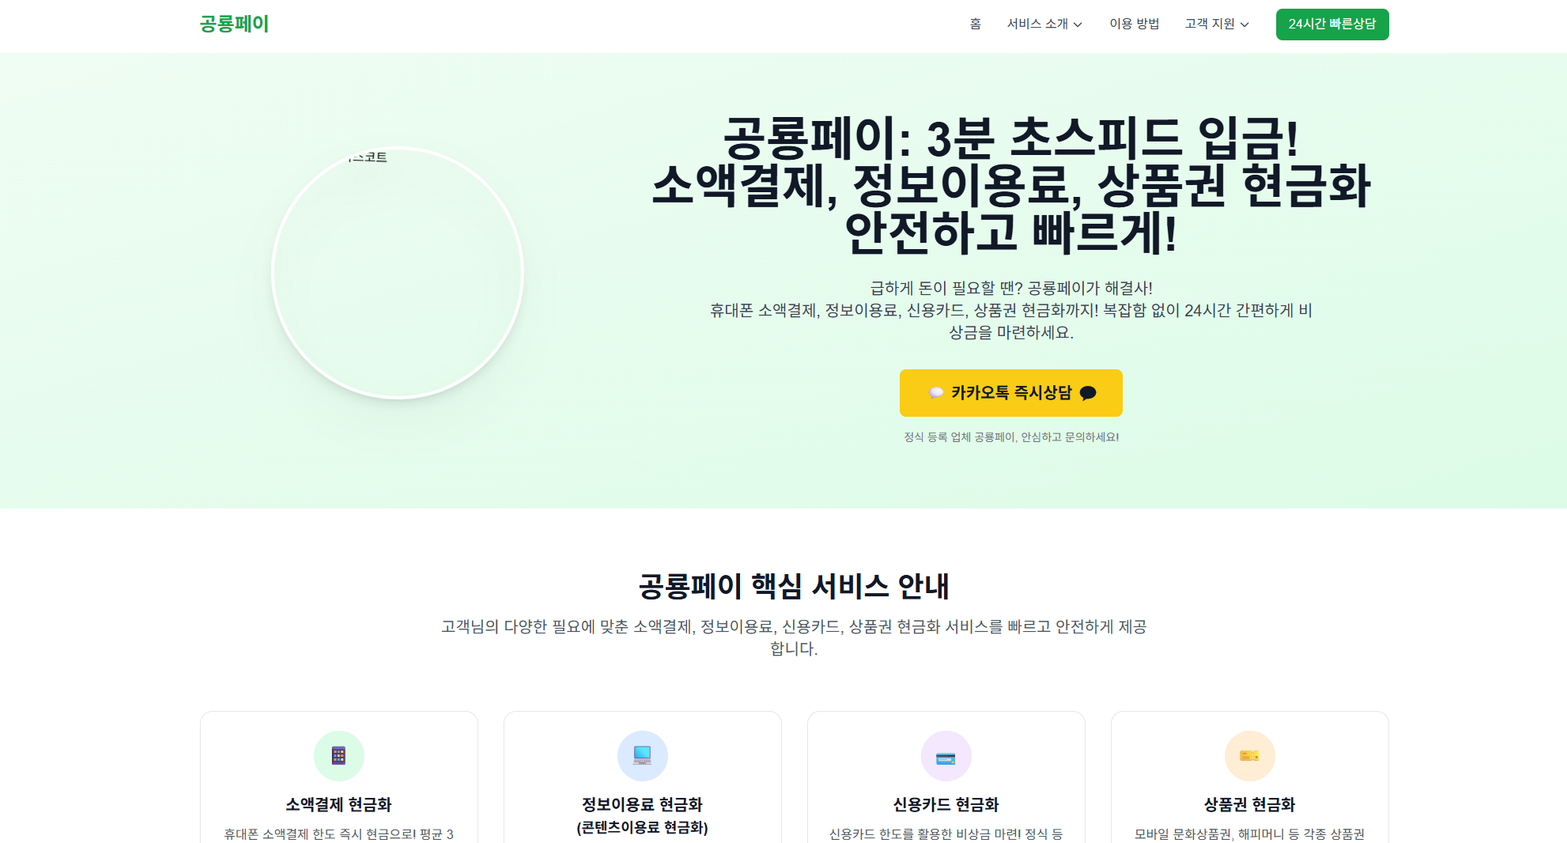 공룡페이
홈
서비스 소개
이용 방법
고객 지원
24시간 빠른상담
스코트
공룡페이: 3분 초스피드 입금!
소액결제, 정보이용료, 상품권 현금화
안전하고 빠르게!
급하게 돈이 필요할 땐? 공룡페이가 해결사!
휴대폰 소액결제, 정보이용료, 신용카드, 상품권 현금화까지! 복잡함 없이 24시간 간편하게 비
상금을 마련하세요.
카카오톡 즉시상담
정식 등록 업체 공룡페이, 안심하고 문의하세요!
공룡페이 핵심 서비스 안내
고객님의 다양한 필요에 맞춘 소액결제, 정보이용료, 신용카드, 상품권 현금화 서비스를 빠르고 안전하게 제공
합니다.
소액결제 현금화
휴대폰 소액결제 한도 즉시 현금으로! 평균 3
정보이용료 현금화
(콘텐츠이용료 현금화)
신용카드 현금화
신용카드 한도를 활용한 비상금 마련! 정식 등
상품권 현금화
모바일 문화상품권, 해피머니 등 각종 상품권